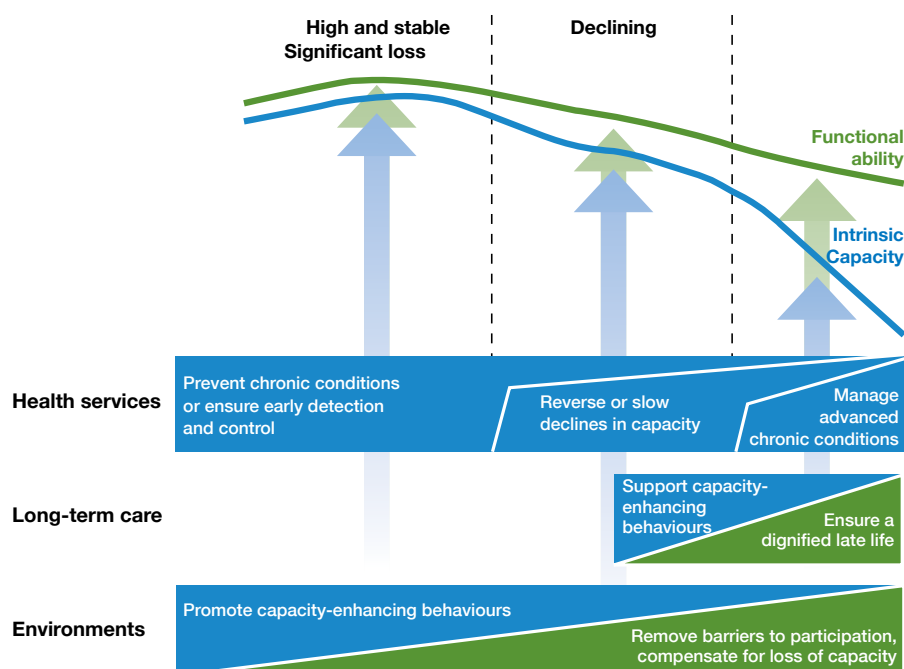 High and stable
Significant loss
Declining
Functional
ability
Intrinsic
Capacity
Health services
Prevent chronic conditions
or ensure early detection
and control
Reverse or slow
declines in capacity
Manage
advanced
chronic conditions
Long-term care
Support capacity-
enhancing
behaviours
Ensure a
dignified late life
Environments
Promote capacity-enhancing behaviours
Remove barriers to participation,
compensate for loss of capacity